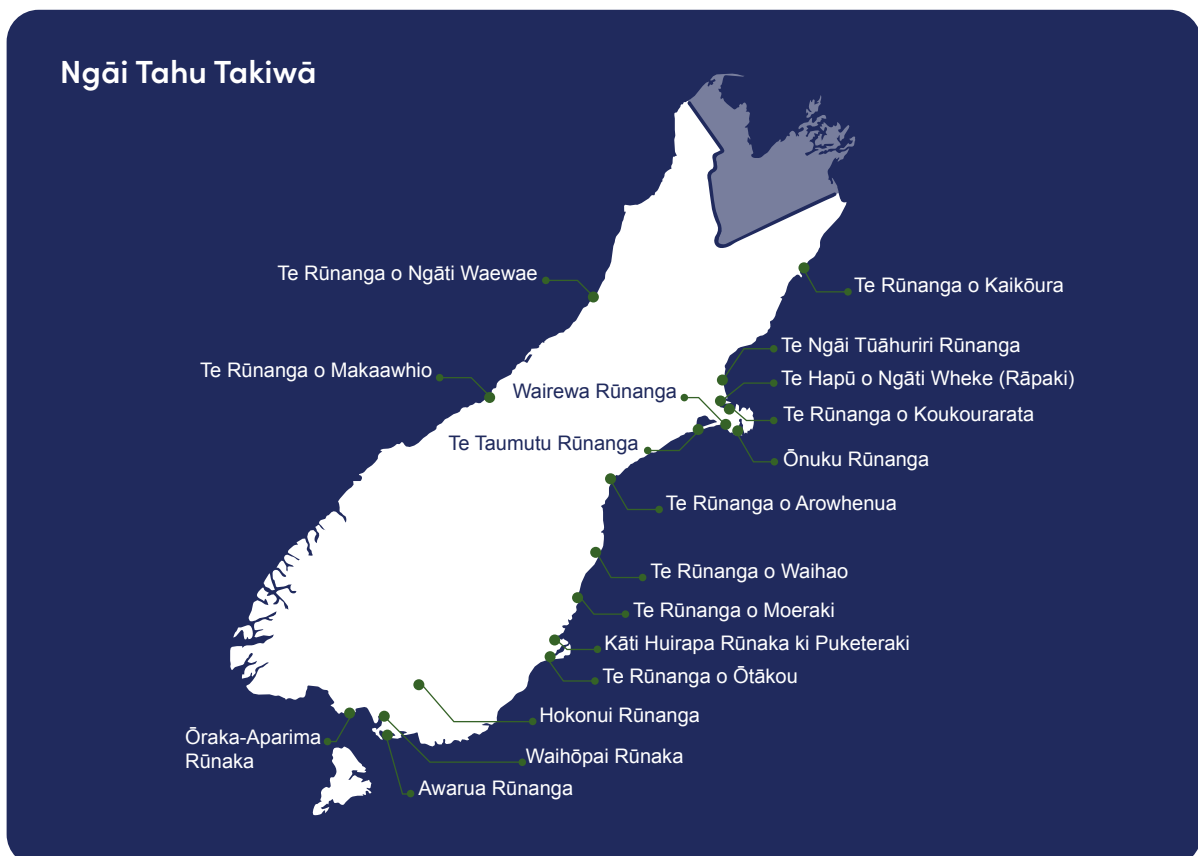 Ngāi Tahu Takiwā
Te Rūnanga o Ngāti Waewae
Te Rūnanga o Kaikōura
Te Ngāi Tūāhuriri Rūnanga
Te Rūnanga o Makaawhio
Te Hapū o Ngāti Wheke (Rāpaki)
Wairewa Rūnanga
Te Rūnanga o Koukourarata
Te Taumutu Rūnanga
Ōnuku Rūnanga
Te Rūnanga o Arowhenua
Te Rūnanga o Waihao
Te Rūnanga o Moeraki
Kāti Huirapa Rūnaka ki Puketeraki
Te Rūnanga o Ōtākou
Hokonui Rūnanga
Ōraka-Aparima
Rūnaka
Waihōpai Rūnaka
Awarua Rūnanga